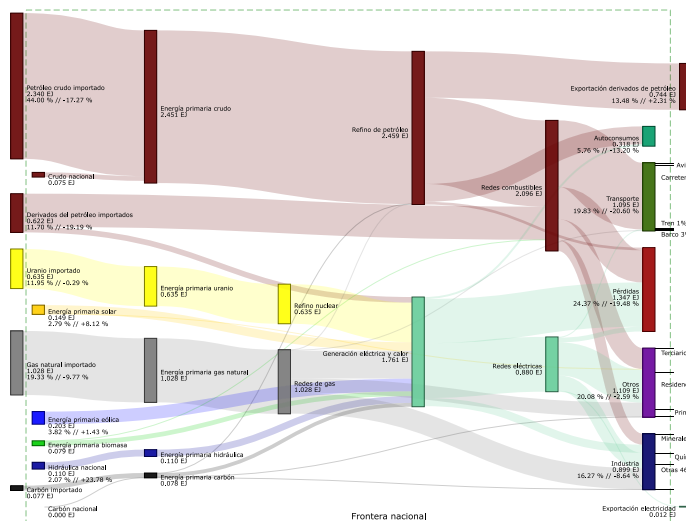 Petróleo crudo importado
2.340 EJ
44.00 % // -17.27 %
Crudo nacional
0.075 EJ
Derivados del petróleo importados
0.622 EJ
11.70 % // -19.19 %
Uranio importado
0.635 EJ
11.95 % // -0.29 %
Energía primaria solar
0.149 EJ
2.79 % // +8.12 %
Gas natural importado
1.028 EJ
19.33 % // -9.77 %
Energía primaria eólica
0.203 EJ
3.82 % // +1.43 %
Energía primaria biomasa
0.079 EJ
Hidráulica nacional
0.110 EJ
2.07 % // +23.78 %
Carbón importado
0.077 EJ
Carbón nacional
0.000 EJ
Energía primaria crudo
2.451 EJ
Energía primaria uranio
0.635 EJ
Energía primaria gas natural
1.028 EJ
Energía primaria hidráulica
0.110 EJ
Energía primaria carbón
0.078 EJ
Refino nuclear
0.635 EJ
Redes de gas
1.028 EJ
Refino de petróleo
2.459 EJ
Generación eléctrica y calor
1.761 EJ
Redes combustibles
2.096 EJ
Redes eléctricas
0.880 EJ
Exportación derivados de petróleo
0.744 EJ
13.48 % // +2.31 %
Autoconsumos
0.318 EJ
5.76 % // -13.20 %
Transporte
1.095 EJ
19.83 % // -20.60 %
Pérdidas
1.347 EJ
24.37 % // -19.48 %
Otros
1.109 EJ
20.08 % // -2.59 %
Industria
0.899 EJ
16.27 % // -8.64 %
Exportación electricidad
0.012 EJ
Avi
Carreter
Tren 1%
Barco 3%
Terciario
Residen
Prin
Minerale
Quí
Otras 46
Frontera nacional